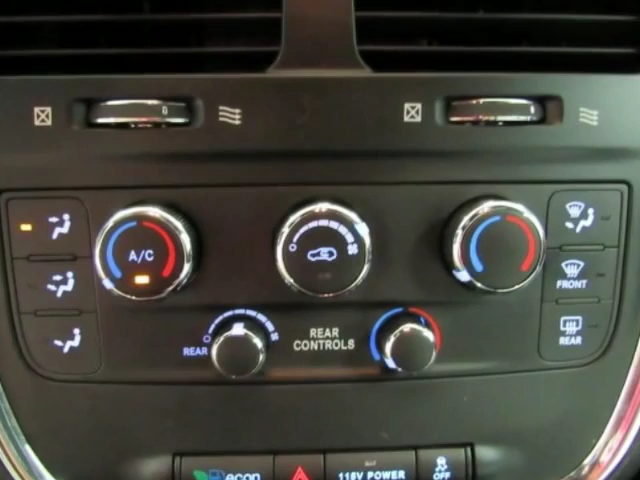 A/C
FRONT
REAR
REAR
REAR
CONTROLS
econ
115V POWER
OFF